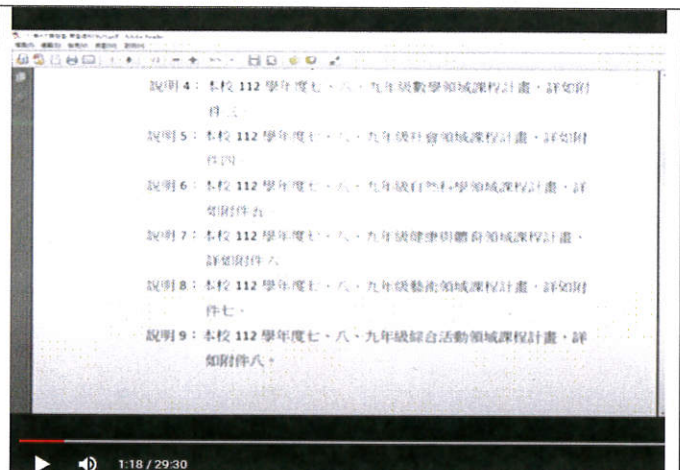 說明 4：本校 112 學年度七、八、九年級數學領域課程計畫，詳如附
件三。
說明 5：本校 112 學年度七、八、九年級社會領域課程計畫，詳如附
件四。
說明 6：本校 112 學年度七、八、九年級自然科學領域課程計畫，詳
如附件五。
說明 7：本校 112 學年度七、八、九年級健康與體育領域課程計畫，
詳如附件六
說明 8：本校 112 學年度七、八、九年級藝術領域課程計畫，詳如附
件七。
說明 9：本校 112 學年度七、八、九年級綜合活動領域課程計畫，詳
如附件八。
1:18 / 29:30